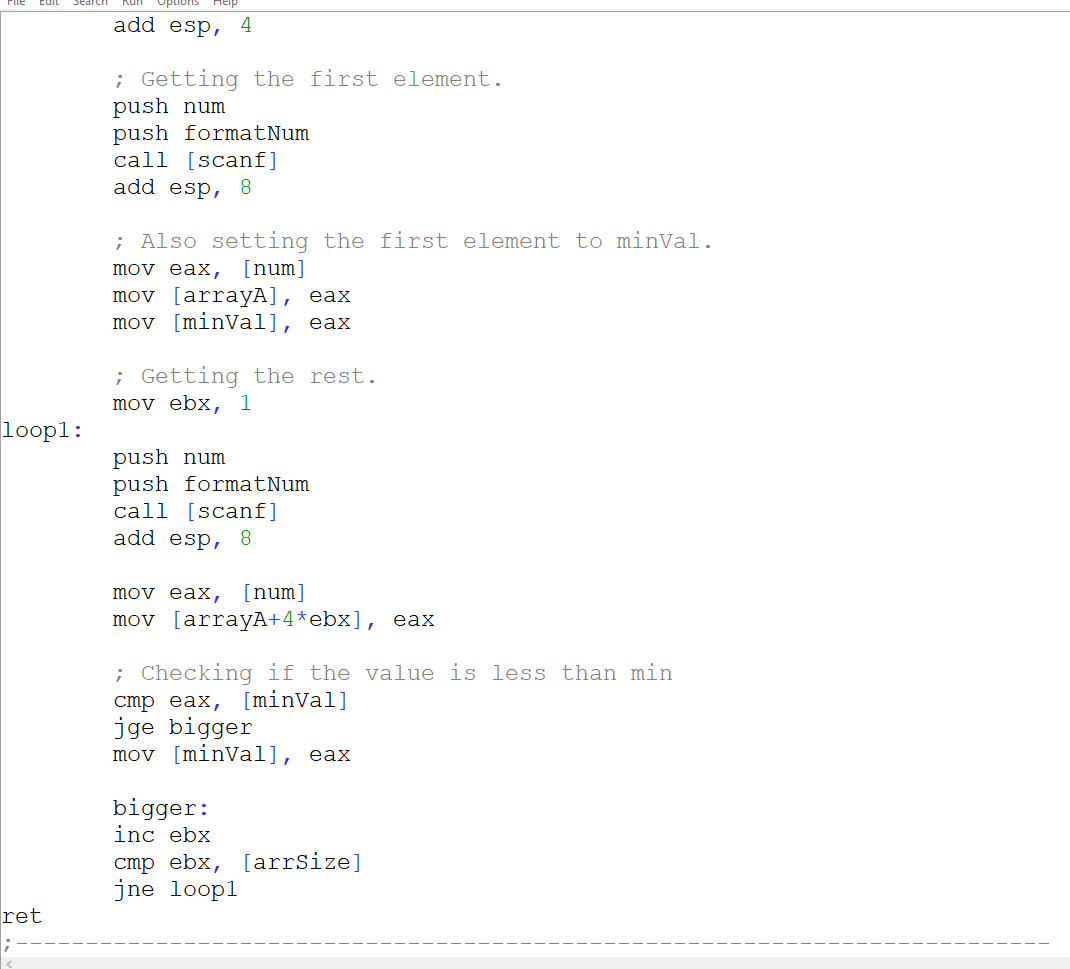 File Edit Search Run Options Help
add esp, 4
; Getting the first element.
push num
push formatNum
call [scanf]
add esp, 8
; Also setting the first element to minVal.
mov eax, [num]
mov [arrayA], eax
mov [minVal], eax
; Getting the rest.
mov ebx, 1
loop1:
push num
push formatNum
call [scanf]
add esp, 8
mov eax, [num]
mov [arrayA+4*ebx], eax
; Checking if the value is less than min
cmp eax, [minVal]
jge bigger
mov [minVal], eax
bigger:
inc ebx
cmp ebx, [arrSize]
jne loop1
ret
;--------------------------------------------------------------------------